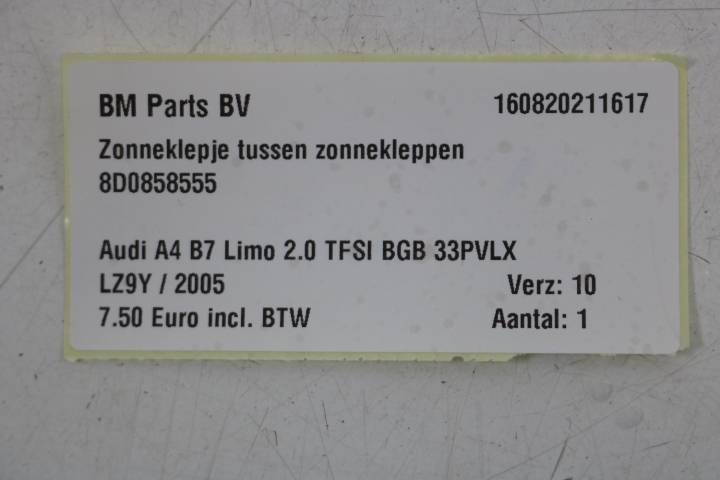 BM Parts BV 160820211617
Zonneklepje tussen zonnekleppen
8D0858555
Audi A4 B7 Limo 2.0 TFSI BGB 33PVLX
LZ9Y / 2005 Verz: 10
7.50 Euro incl. BTW Aantal: 1